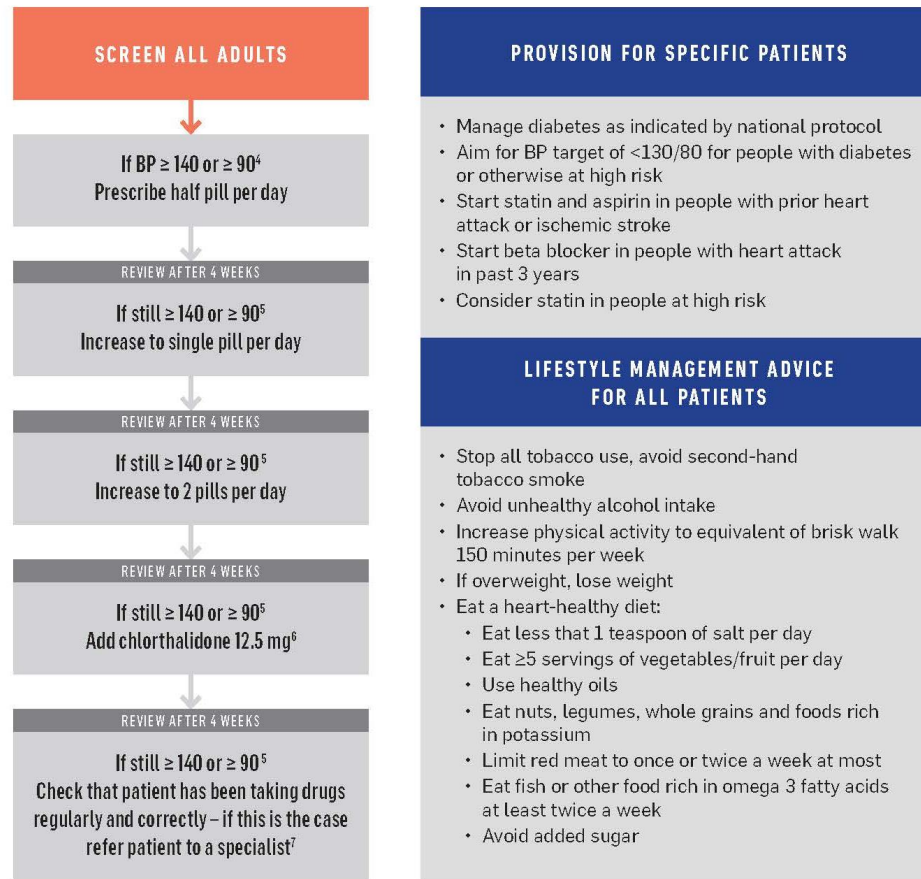 SCREEN ALL ADULTS
If BP ≥ 140 or ≥ 90⁴
Prescribe half pill per day
REVIEW AFTER 4 WEEKS
If still ≥ 140 or ≥ 90⁵
Increase to single pill per day
REVIEW AFTER 4 WEEKS
If still ≥ 140 or ≥ 90⁵
Increase to 2 pills per day
REVIEW AFTER 4 WEEKS
If still ≥ 140 or ≥ 90⁵
Add chlorthalidone 12.5 mg⁶
REVIEW AFTER 4 WEEKS
If still ≥ 140 or ≥ 90⁵
Check that patient has been taking drugs
regularly and correctly – if this is the case
refer patient to a specialist⁷
PROVISION FOR SPECIFIC PATIENTS
• Manage diabetes as indicated by national protocol
• Aim for BP target of <130/80 for people with diabetes
or otherwise at high risk
• Start statin and aspirin in people with prior heart
attack or ischemic stroke
• Start beta blocker in people with heart attack
in past 3 years
• Consider statin in people at high risk
LIFESTYLE MANAGEMENT ADVICE
FOR ALL PATIENTS
• Stop all tobacco use, avoid second-hand
tobacco smoke
• Avoid unhealthy alcohol intake
• Increase physical activity to equivalent of brisk walk
150 minutes per week
• If overweight, lose weight
• Eat a heart-healthy diet:
• Eat less that 1 teaspoon of salt per day
• Eat ≥5 servings of vegetables/fruit per day
• Use healthy oils
• Eat nuts, legumes, whole grains and foods rich
in potassium
• Limit red meat to once or twice a week at most
• Eat fish or other food rich in omega 3 fatty acids
at least twice a week
• Avoid added sugar